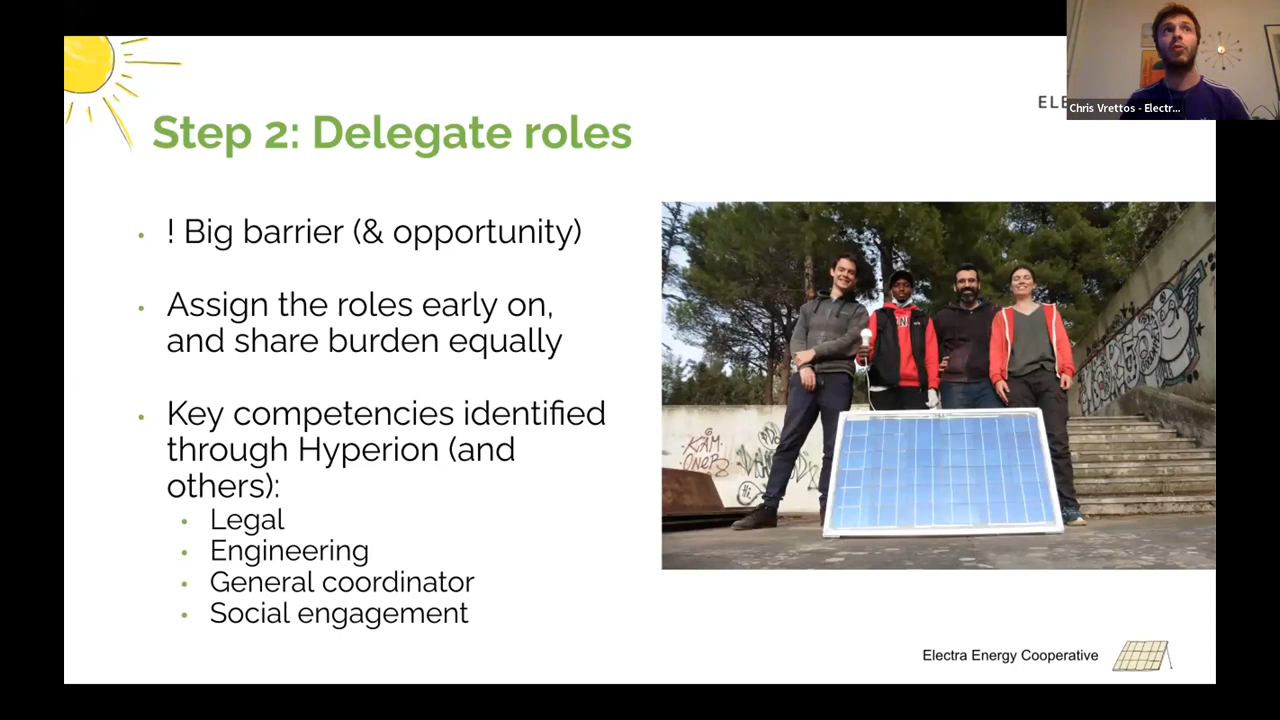 ELE
Chris Vrettos - Electr...
Step 2: Delegate roles
! Big barrier (& opportunity)
Assign the roles early on,
and share burden equally
Key competencies identified
through Hyperion (and
others):
Legal
Engineering
General coordinator
Social engagement
Electra Energy Cooperative